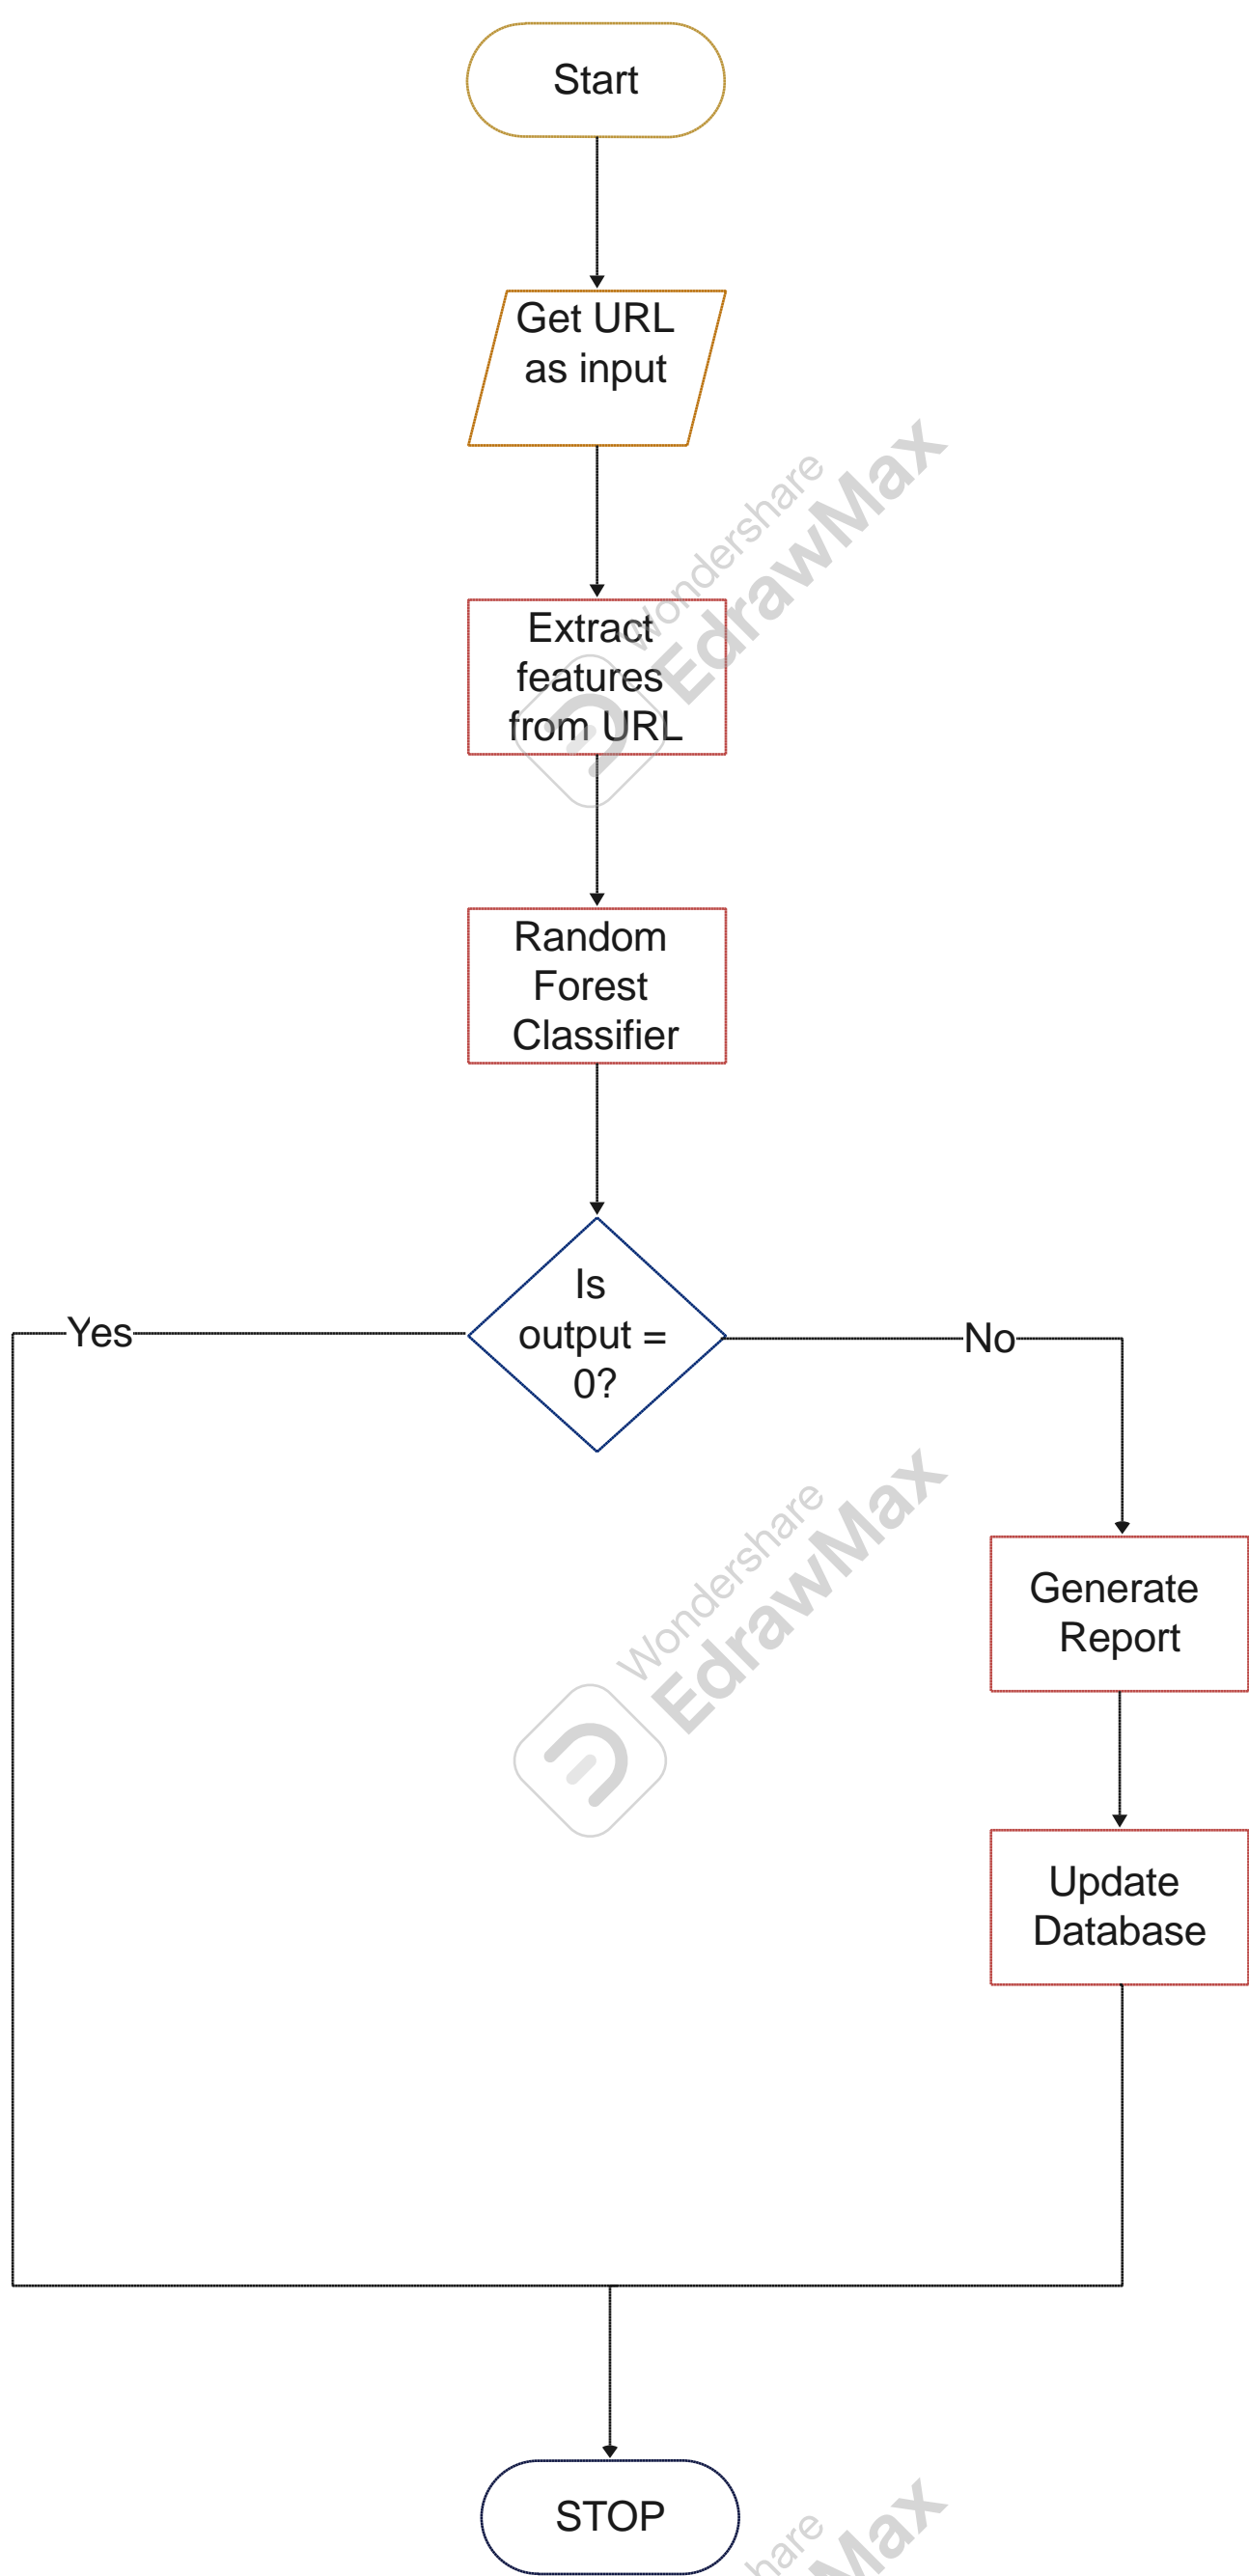 Start
Get URL
as input
Wondershare
EdrawMax
Extract
features
from URL
Random
Forest
Classifier
Is
output =
0?
Yes
No
Wondershare
EdrawMax
Generate
Report
Update
Database
STOP